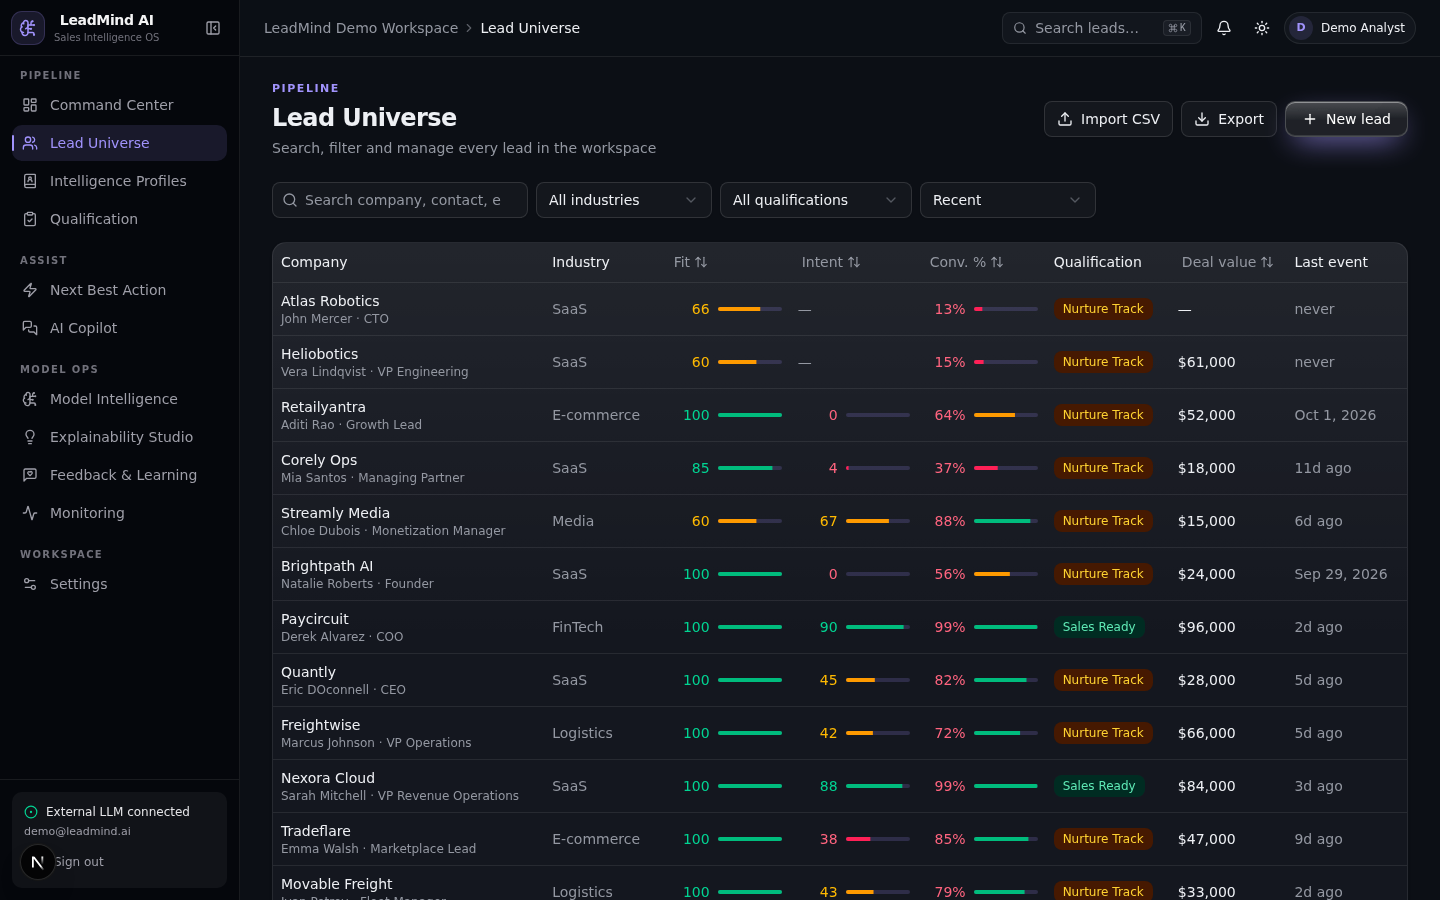 LeadMind AI
Sales Intelligence OS
PIPELINE
Command Center
Lead Universe
Intelligence Profiles
Qualification
ASSIST
Next Best Action
AI Copilot
MODEL OPS
Model Intelligence
Explainability Studio
Feedback & Learning
Monitoring
WORKSPACE
Settings
External LLM connected
demo@leadmind.ai
N Sign out
LeadMind Demo Workspace > Lead Universe
Search leads… ⌘K D Demo Analyst
PIPELINE
Lead Universe
Search, filter and manage every lead in the workspace
Import CSV Export + New lead
Search company, contact, e All industries All qualifications Recent
Company Industry Fit Intent Conv. % Qualification Deal value Last event
Atlas Robotics SaaS 66 — 13% Nurture Track — never
John Mercer · CTO
Heliobotics SaaS 60 — 15% Nurture Track $61,000 never
Vera Lindqvist · VP Engineering
Retailyantra E-commerce 100 0 64% Nurture Track $52,000 Oct 1, 2026
Aditi Rao · Growth Lead
Corely Ops SaaS 85 4 37% Nurture Track $18,000 11d ago
Mia Santos · Managing Partner
Streamly Media Media 60 67 88% Nurture Track $15,000 6d ago
Chloe Dubois · Monetization Manager
Brightpath AI SaaS 100 0 56% Nurture Track $24,000 Sep 29, 2026
Natalie Roberts · Founder
Paycircuit FinTech 100 90 99% Sales Ready $96,000 2d ago
Derek Alvarez · COO
Quantly SaaS 100 45 82% Nurture Track $28,000 5d ago
Eric DOconnell · CEO
Freightwise Logistics 100 42 72% Nurture Track $66,000 5d ago
Marcus Johnson · VP Operations
Nexora Cloud SaaS 100 88 99% Sales Ready $84,000 3d ago
Sarah Mitchell · VP Revenue Operations
Tradeflare E-commerce 100 38 85% Nurture Track $47,000 9d ago
Emma Walsh · Marketplace Lead
Movable Freight Logistics 100 43 79% Nurture Track $33,000 2d ago